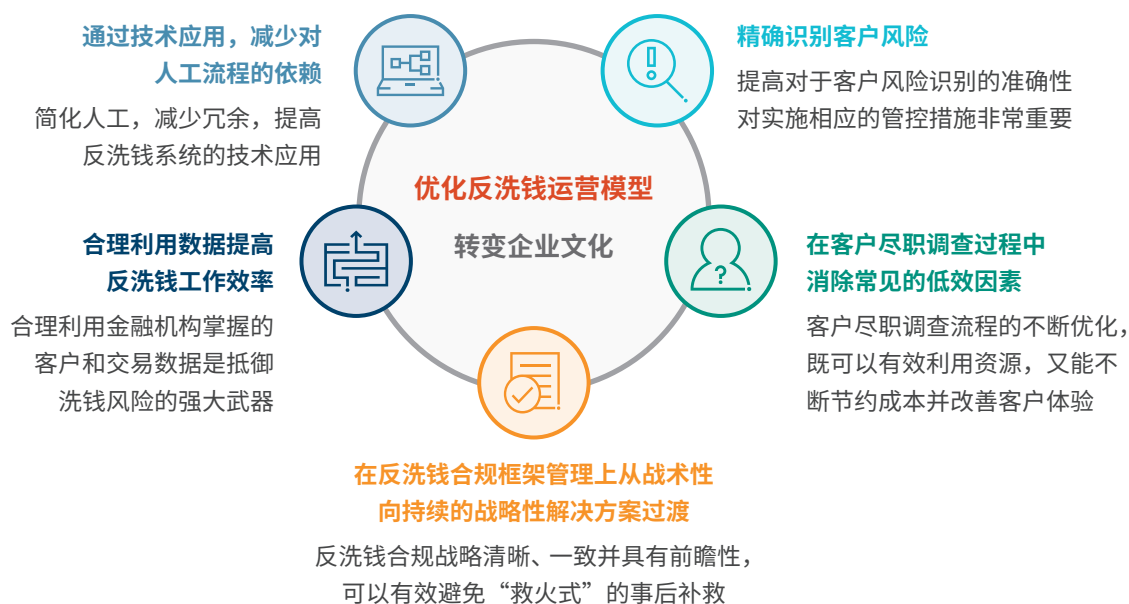 通过技术应用，减少对
人工流程的依赖
简化人工，减少冗余，提高
反洗钱系统的技术应用
精确识别客户风险
提高对于客户风险识别的准确性
对实施相应的管控措施非常重要
优化反洗钱运营模型
转变企业文化
合理利用数据提高
反洗钱工作效率
合理利用金融机构掌握的
客户和交易数据是抵御
洗钱风险的强大武器
?
在客户尽职调查过程中
消除常见的低效因素
客户尽职调查流程的不断优化，
既可以有效利用资源，又能不
断节约成本并改善客户体验
在反洗钱合规框架管理上从战术性
向持续的战略性解决方案过渡
反洗钱合规战略清晰、一致并具有前瞻性，
可以有效避免“救火式”的事后补救